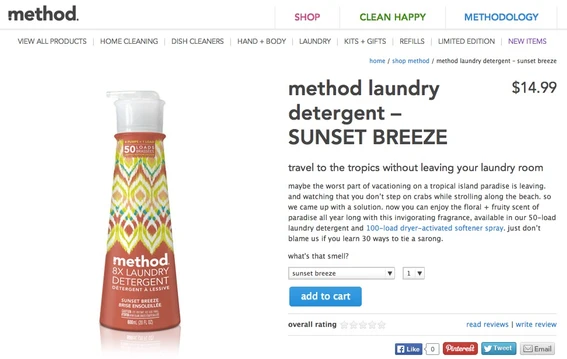 method.
SHOP
CLEAN HAPPY
METHODOLOGY
VIEW ALL PRODUCTS | HOME CLEANING | DISH CLEANERS | HAND + BODY | LAUNDRY | KITS + GIFTS | REFILLS | LIMITED EDITION | NEW ITEMS
home / shop method / method laundry detergent – sunset breeze
method laundry
detergent –
SUNSET BREEZE
$14.99
travel to the tropics without leaving your laundry room
maybe the worst part of vacationing on a tropical island paradise is leaving.
and watching that you don't step on crabs while strolling along the beach. so
we came up with a solution. now you can enjoy the floral + fruity scent of
paradise all year long with this invigorating fragrance, available in our 50-load
laundry detergent and 100-load dryer-activated softener spray. just don't
blame us if you learn 30 ways to tie a sarong.
what's that smell?
sunset breeze
1
add to cart
overall rating
read reviews | write review
Like
0
Pinterest
Tweet
Email
50 LOADS
method.
8X LAUNDRY
DETERGENT
DÉTERGENT À LESSIVE
SUNSET BREEZE
BRISE ENSOLEILLÉE